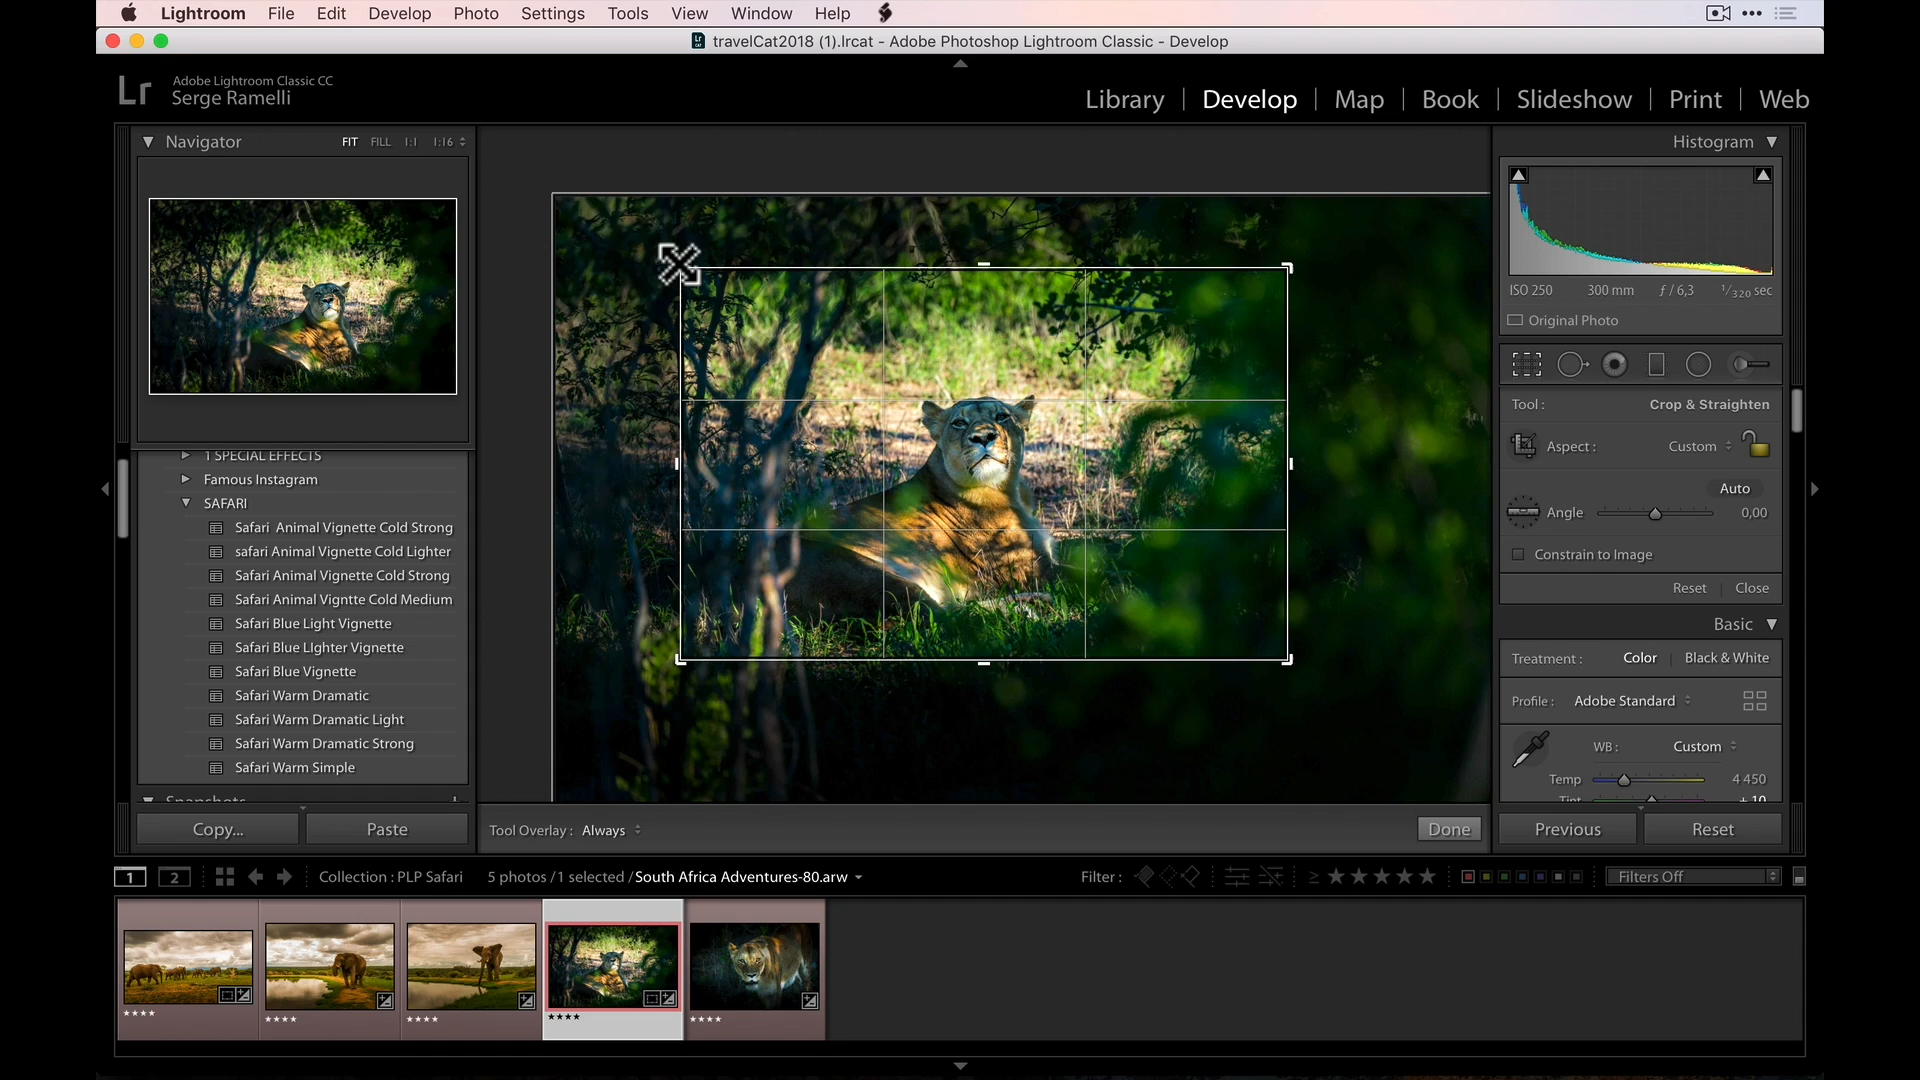 Lightroom File Edit Develop Photo Settings Tools View Window Help
travelCat2018 (1).lrcat - Adobe Photoshop Lightroom Classic - Develop
Lr
Adobe Lightroom Classic CC
Serge Ramelli
Library | Develop | Map | Book | Slideshow | Print | Web
Navigator FIT FILL 1:1 1:16
1 SPECIAL EFFECTS
Famous Instagram
SAFARI
Safari  Animal Vignette Cold Strong
safari Animal Vignette Cold Lighter
Safari Animal Vignette Cold Strong
Safari Animal Vigntte Cold Medium
Safari Blue Light Vignette
Safari Blue LIghter Vignette
Safari Blue Vignette
Safari Warm Dramatic
Safari Warm Dramatic Light
Safari Warm Dramatic Strong
Safari Warm Simple
Snapshots +
Copy... Paste
Tool Overlay : Always
Done
Histogram
ISO 250 300 mm ƒ / 6,3 1/320 sec
Original Photo
Tool : Crop & Straighten
Aspect : Custom
Auto
Angle 0,00
Constrain to Image
Reset | Close
Basic
Treatment : Color | Black & White
Profile : Adobe Standard
WB : Custom
Temp 4 450
Tint + 10
Previous Reset
1 2 Collection : PLP Safari 5 photos /1 selected /South Africa Adventures-80.arw Filter : ≥ ★★★★★ Filters Off
★★★★
★★★★
★★★★
★★★★
★★★★